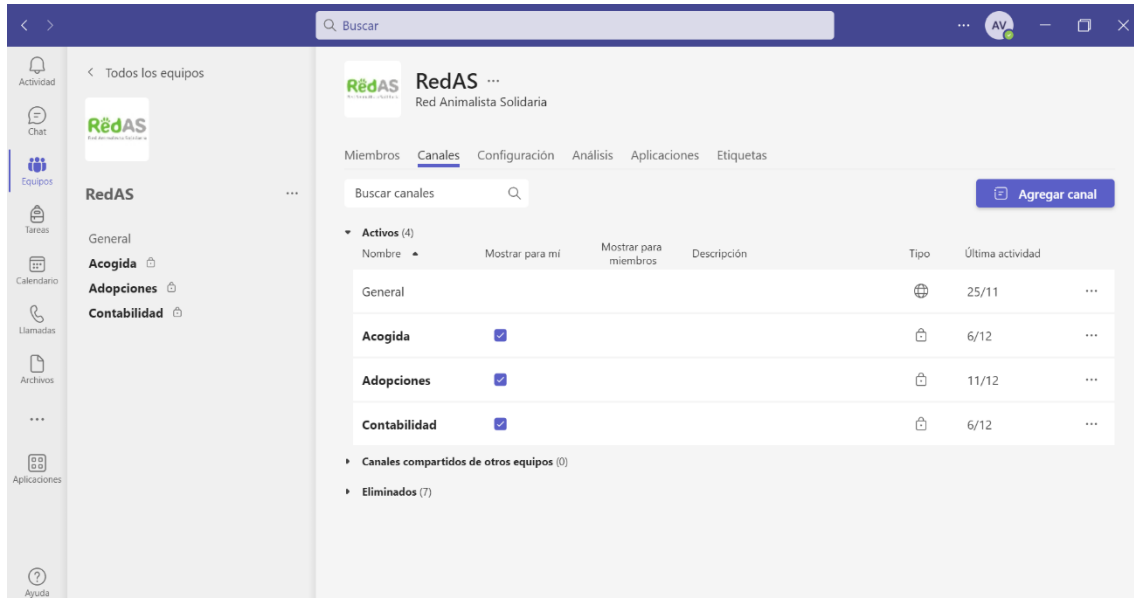 Buscar
AV
Actividad
Chat
Equipos
Tareas
Calendario
Llamadas
Archivos
Aplicaciones
Ayuda
Todos los equipos
RëdAS
RedAS
General
Acogida
Adopciones
Contabilidad
RëdAS
RedAS
Red Animalista Solidaria
Miembros Canales Configuración Análisis Aplicaciones Etiquetas
Buscar canales
Agregar canal
Activos (4)
Nombre Mostrar para mí Mostrar para miembros Descripción Tipo Última actividad
General 25/11
Acogida 6/12
Adopciones 11/12
Contabilidad 6/12
Canales compartidos de otros equipos (0)
Eliminados (7)